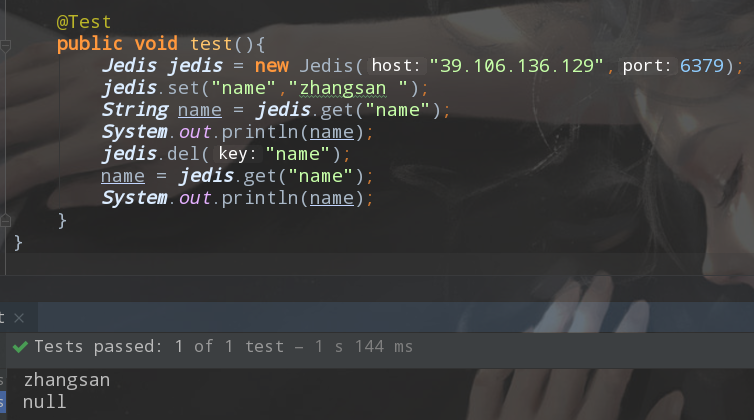 @Test
public void test(){
Jedis jedis = new Jedis( host: "39.106.136.129", port: 6379);
jedis.set("name","zhangsan ");
String name = jedis.get("name");
System.out.println(name);
jedis.del( key: "name");
name = jedis.get("name");
System.out.println(name);
}
}
t ×
Tests passed: 1 of 1 test – 1 s 144 ms
s zhangsan
s null